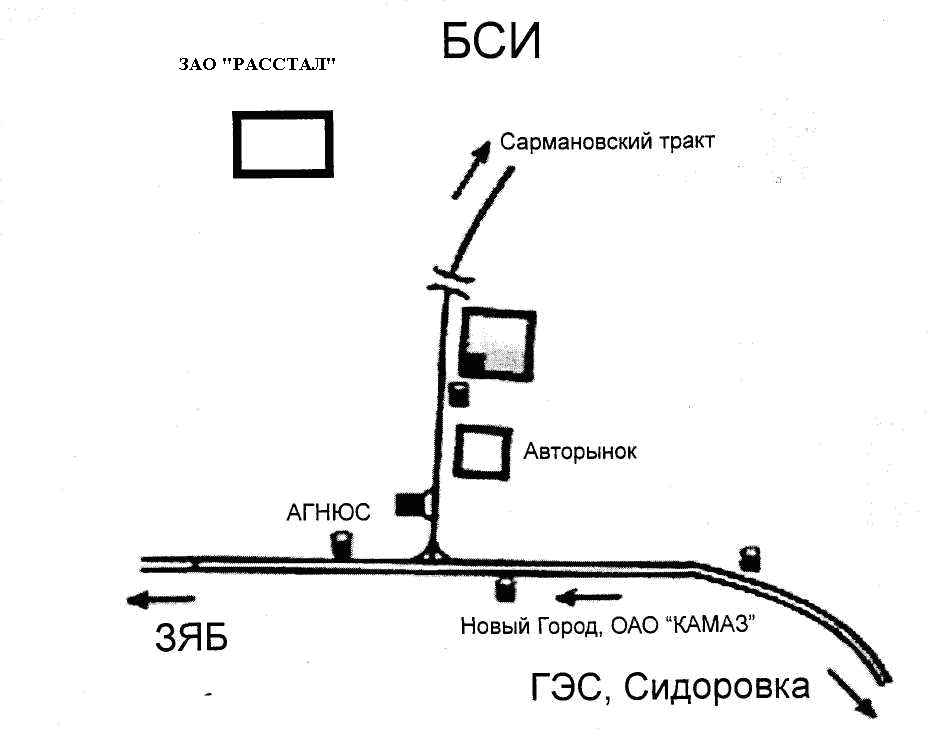 БСИ
ЗАО "РАССТАЛ"
Сармановский тракт
Авторынок
АГНЮС
Новый Город, ОАО “КАМАЗ”
ЗЯБ
ГЭС, Сидоровка